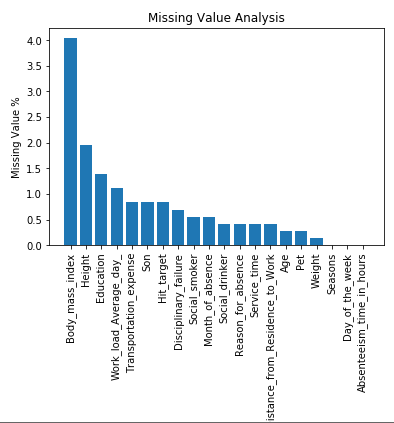 Missing Value Analysis
Missing Value %
4.0
3.5
3.0
2.5
2.0
1.5
1.0
0.5
0.0
Body_mass_index
Height
Education
Work_load_Average_day_
Transportation_expense
Son
Hit_target
Disciplinary_failure
Social_smoker
Month_of_absence
Social_drinker
Reason_for_absence
Service_time
istance_from_Residence_to_Work
Age
Pet
Weight
Seasons
Day_of_the_week
Absenteeism_time_in_hours